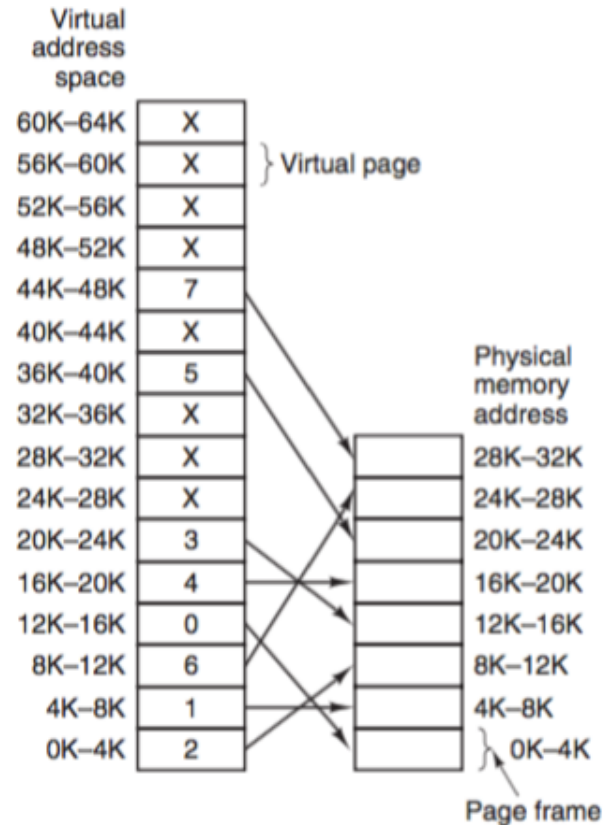 Virtual
address
space
60K–64K X
56K–60K X Virtual page
52K–56K X
48K–52K X
44K–48K 7
40K–44K X
36K–40K 5
32K–36K X
28K–32K X
24K–28K X
20K–24K 3
16K–20K 4
12K–16K 0
8K–12K 6
4K–8K 1
0K–4K 2
Physical
memory
address
28K–32K
24K–28K
20K–24K
16K–20K
12K–16K
8K–12K
4K–8K
0K–4K
Page frame